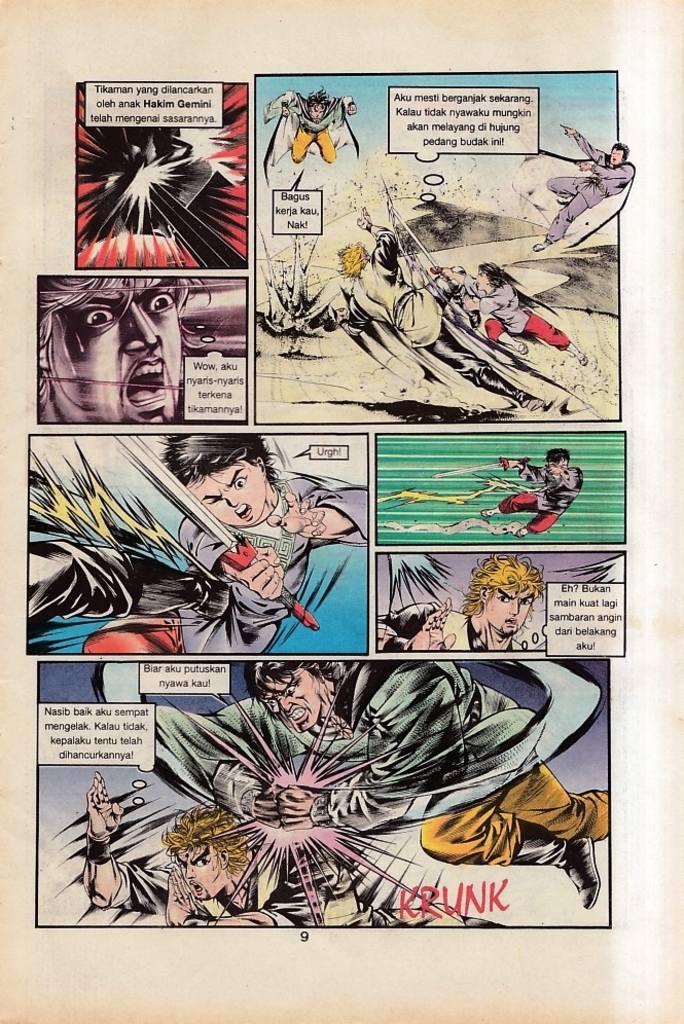 Tikaman yang dilancarkan
oleh anak Hakim Gemini
telah mengenai sasarannya.
Aku mesti berganjak sekarang.
Kalau tidak nyawaku mungkin
akan melayang di hujung
pedang budak ini!
Bagus
kerja kau,
Nak!
Wow, aku
nyaris-nyaris
terkena
tikamannya!
Urgh!
Eh? Bukan
main kuat lagi
sambaran angin
dari belakang
aku!
Biar aku putuskan
nyawa kau!
Nasib baik aku sempat
mengelak. Kalau tidak,
kepalaku tentu telah
dihancurkannya!
KRUNK
9